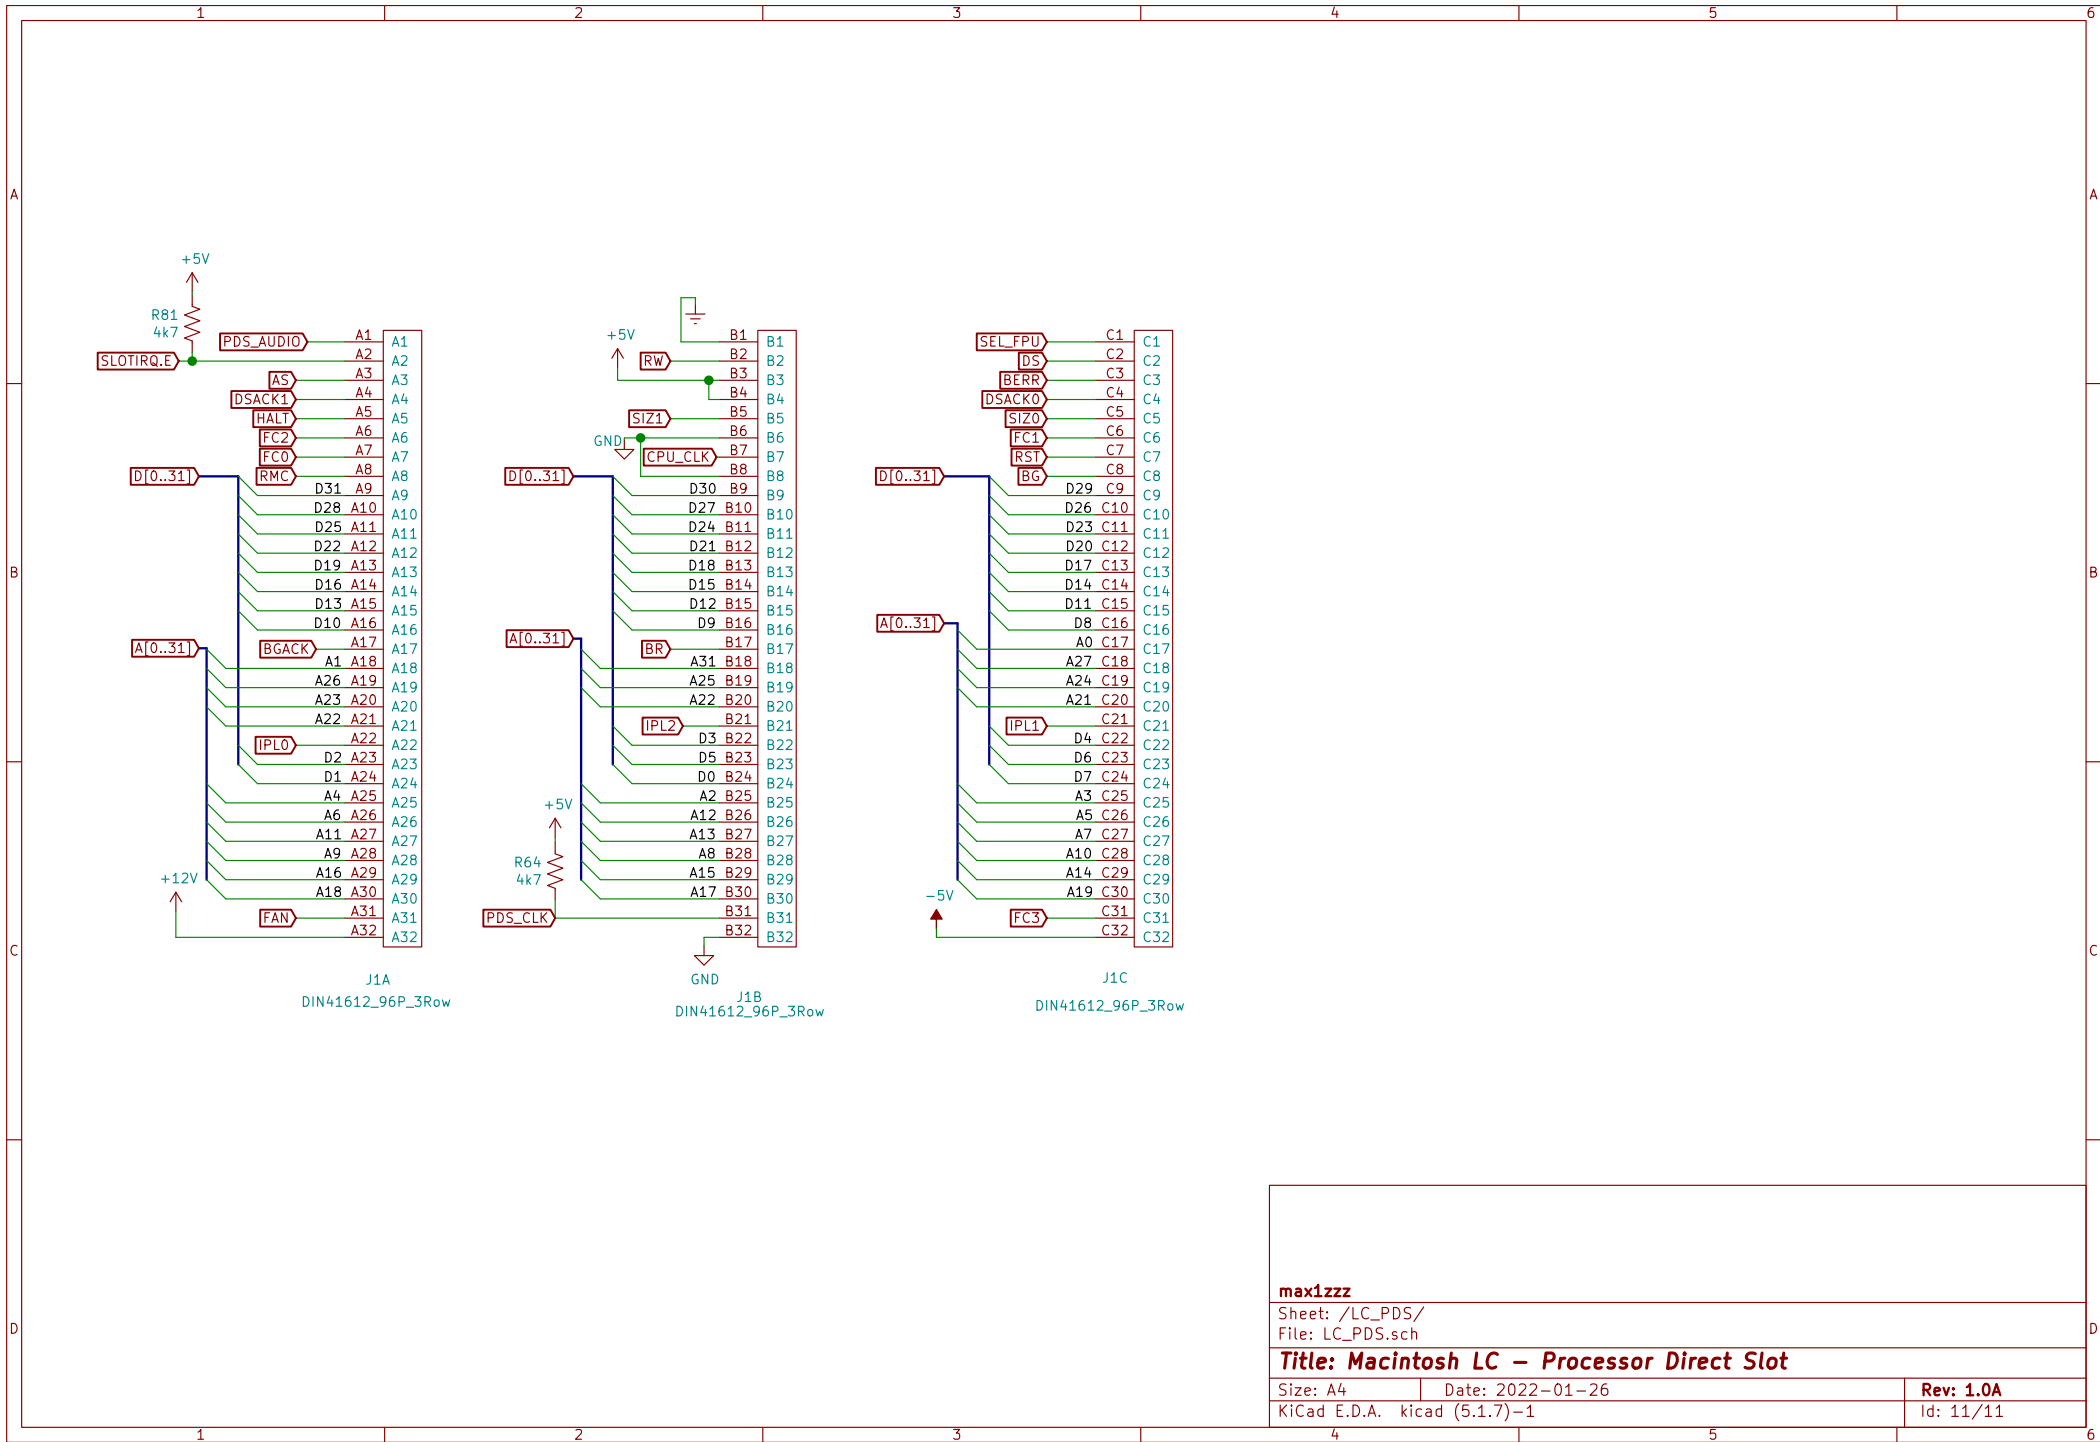 1 2 3 4 5 6
A A
B B
C C
D D
+5V
R81
4k7
PDS_AUDIO A1 A1
SLOTIRQ.E A2 A2
AS A3 A3
DSACK1 A4 A4
HALT A5 A5
FC2 A6 A6
FC0 A7 A7
D[0..31] RMC A8 A8
D31 A9 A9
D28 A10 A10
D25 A11 A11
D22 A12 A12
D19 A13 A13
D16 A14 A14
D13 A15 A15
D10 A16 A16
A[0..31] BGACK A17 A17
A1 A18 A18
A26 A19 A19
A23 A20 A20
A22 A21 A21
IPL0 A22 A22
D2 A23 A23
D1 A24 A24
A4 A25 A25
A6 A26 A26
A11 A27 A27
A9 A28 A28
A16 A29 A29
+12V
A18 A30 A30
FAN A31 A31
A32 A32
J1A
DIN41612_96P_3Row
B1 B1
+5V
RW B2 B2
B3 B3
B4 B4
SIZ1 B5 B5
GND B6 B6
CPU_CLK B7 B7
D[0..31] B8 B8
D30 B9 B9
D27 B10 B10
D24 B11 B11
D21 B12 B12
D18 B13 B13
D15 B14 B14
D12 B15 B15
D9 B16 B16
A[0..31] BR B17 B17
A31 B18 B18
A25 B19 B19
A22 B20 B20
IPL2 B21 B21
D3 B22 B22
D5 B23 B23
D0 B24 B24
A2 B25 B25
+5V
A12 B26 B26
A13 B27 B27
A8 B28 B28
R64
4k7
A15 B29 B29
A17 B30 B30
PDS_CLK B31 B31
B32 B32
GND
J1B
DIN41612_96P_3Row
SEL_FPU C1 C1
DS C2 C2
BERR C3 C3
DSACK0 C4 C4
SIZ0 C5 C5
FC1 C6 C6
RST C7 C7
D[0..31] BG C8 C8
D29 C9 C9
D26 C10 C10
D23 C11 C11
D20 C12 C12
D17 C13 C13
D14 C14 C14
D11 C15 C15
A[0..31] D8 C16 C16
A0 C17 C17
A27 C18 C18
A24 C19 C19
A21 C20 C20
IPL1 C21 C21
D4 C22 C22
D6 C23 C23
D7 C24 C24
A3 C25 C25
A5 C26 C26
A7 C27 C27
A10 C28 C28
A14 C29 C29
-5V A19 C30 C30
FC3 C31 C31
C32 C32
J1C
DIN41612_96P_3Row
max1zzz
Sheet: /LC_PDS/
File: LC_PDS.sch
Title: Macintosh LC – Processor Direct Slot
Size: A4 Date: 2022-01-26 Rev: 1.0A
KiCad E.D.A. kicad (5.1.7)-1 Id: 11/11
1 2 3 4 5 6